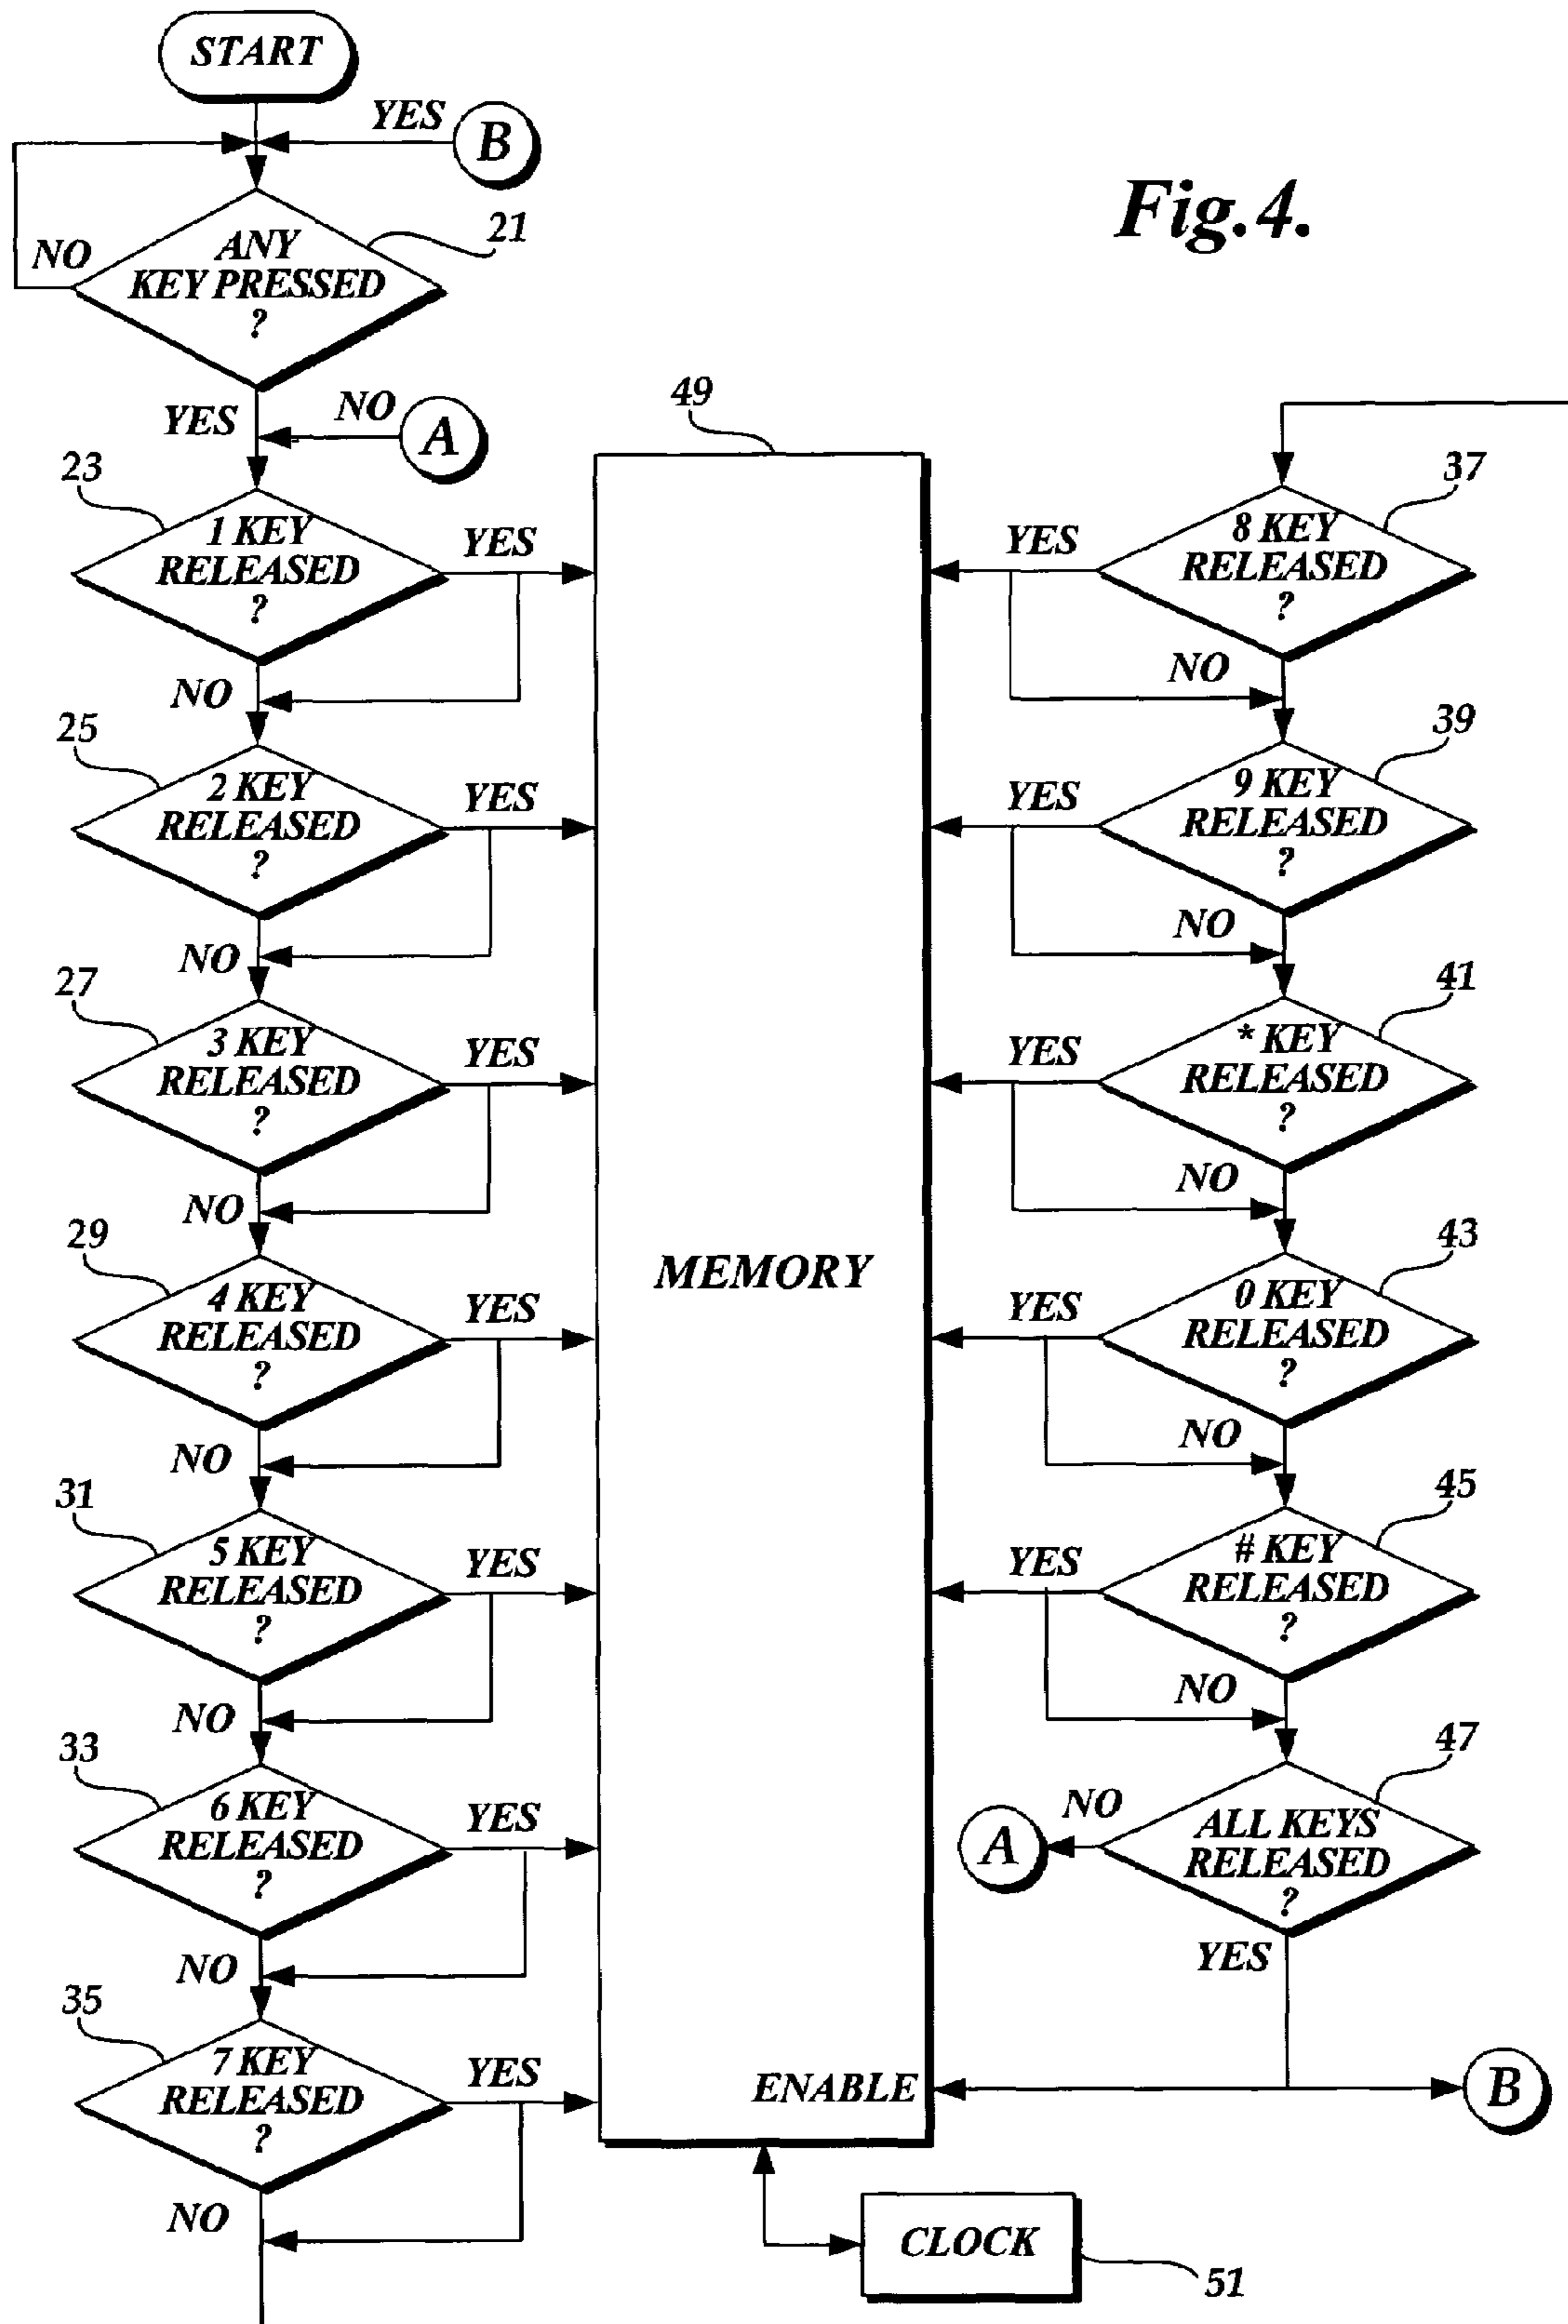 START
YES
B
Fig.4.
21
NO
ANY
KEY PRESSED
?
YES
NO
A
49
23
1 KEY
RELEASED
?
YES
NO
25
2 KEY
RELEASED
?
YES
NO
27
3 KEY
RELEASED
?
YES
NO
29
4 KEY
RELEASED
?
YES
NO
31
5 KEY
RELEASED
?
YES
NO
33
6 KEY
RELEASED
?
YES
NO
35
7 KEY
RELEASED
?
YES
NO
MEMORY
ENABLE
CLOCK
51
37
8 KEY
RELEASED
?
YES
NO
39
9 KEY
RELEASED
?
YES
NO
41
* KEY
RELEASED
?
YES
NO
43
0 KEY
RELEASED
?
YES
NO
45
# KEY
RELEASED
?
YES
NO
47
ALL KEYS
RELEASED
?
NO
A
YES
B